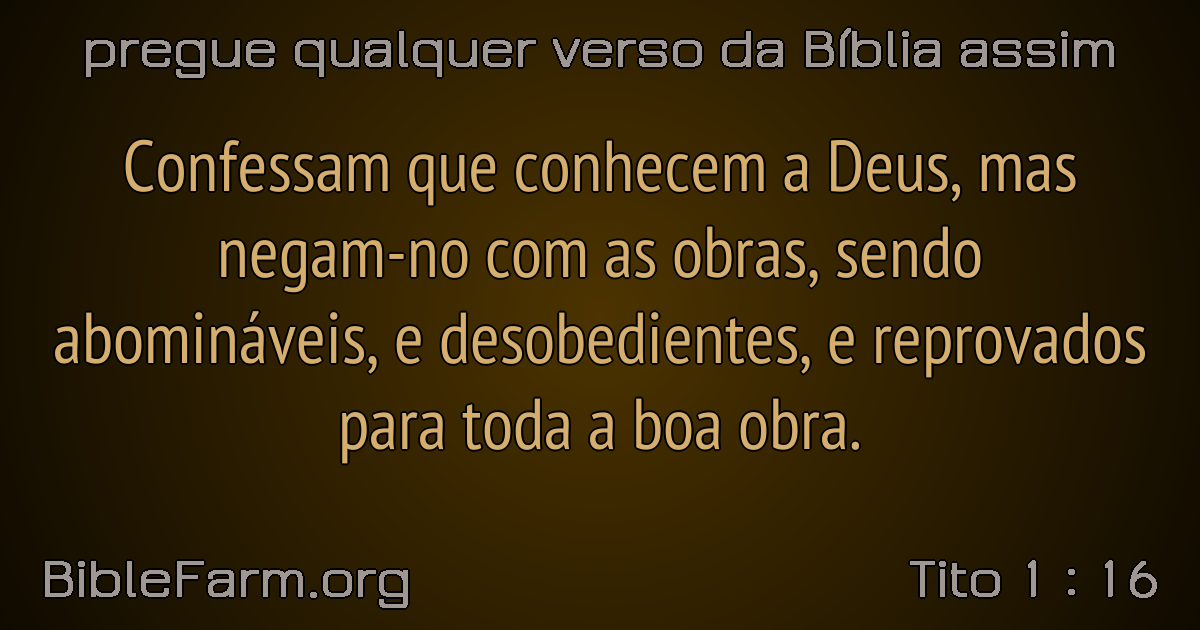 pregue qualquer verso da Bíblia assim
Confessam que conhecem a Deus, mas
negam-no com as obras, sendo
abomináveis, e desobedientes, e reprovados
para toda a boa obra.
BibleFarm.org
Tito 1 : 16